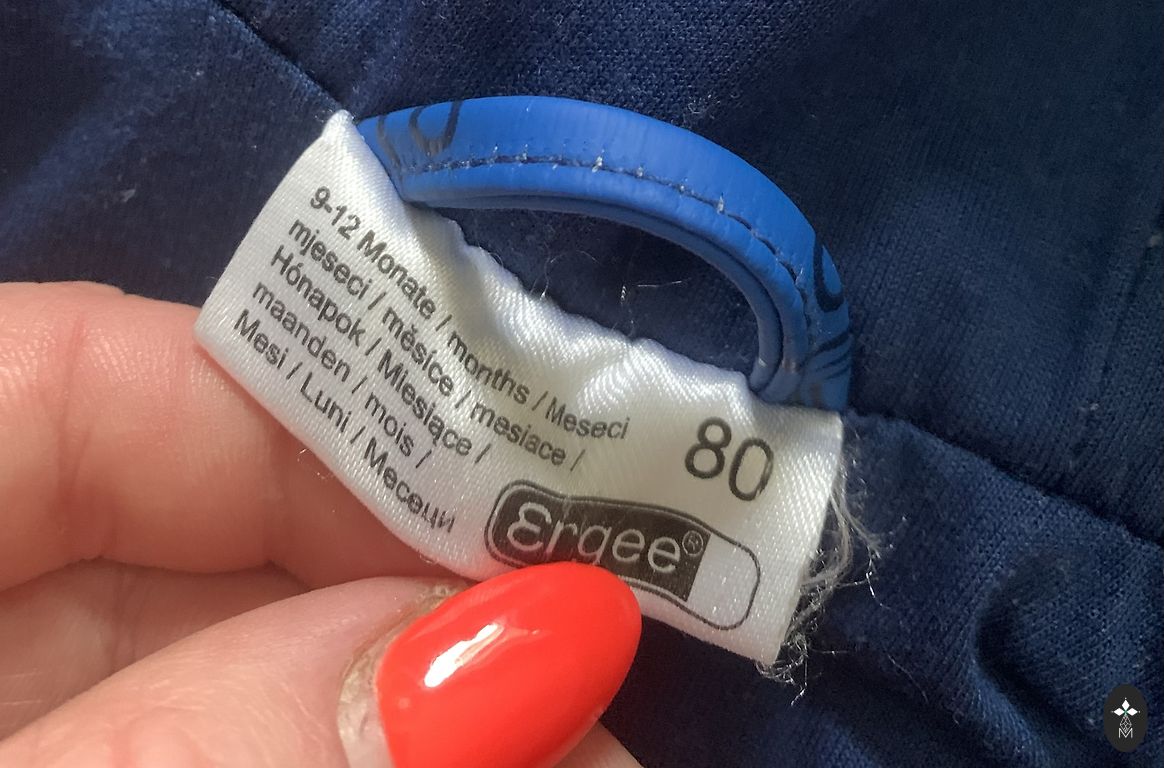 9-12 Monate / months / Meseci
mjeseci / měsíce / mesiace /
Hónapok / Miesiące /
maanden / mois /
Mesi / Luni / Месеци
80
Ergee®
M